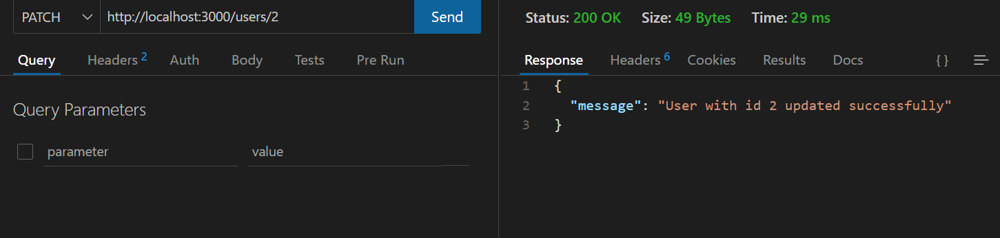 PATCH http://localhost:3000/users/2 Send
Query Headers 2 Auth Body Tests Pre Run
Query Parameters
parameter value
Status: 200 OK Size: 49 Bytes Time: 29 ms
Response Headers 6 Cookies Results Docs { }
1 {
2 "message": "User with id 2 updated successfully"
3 }